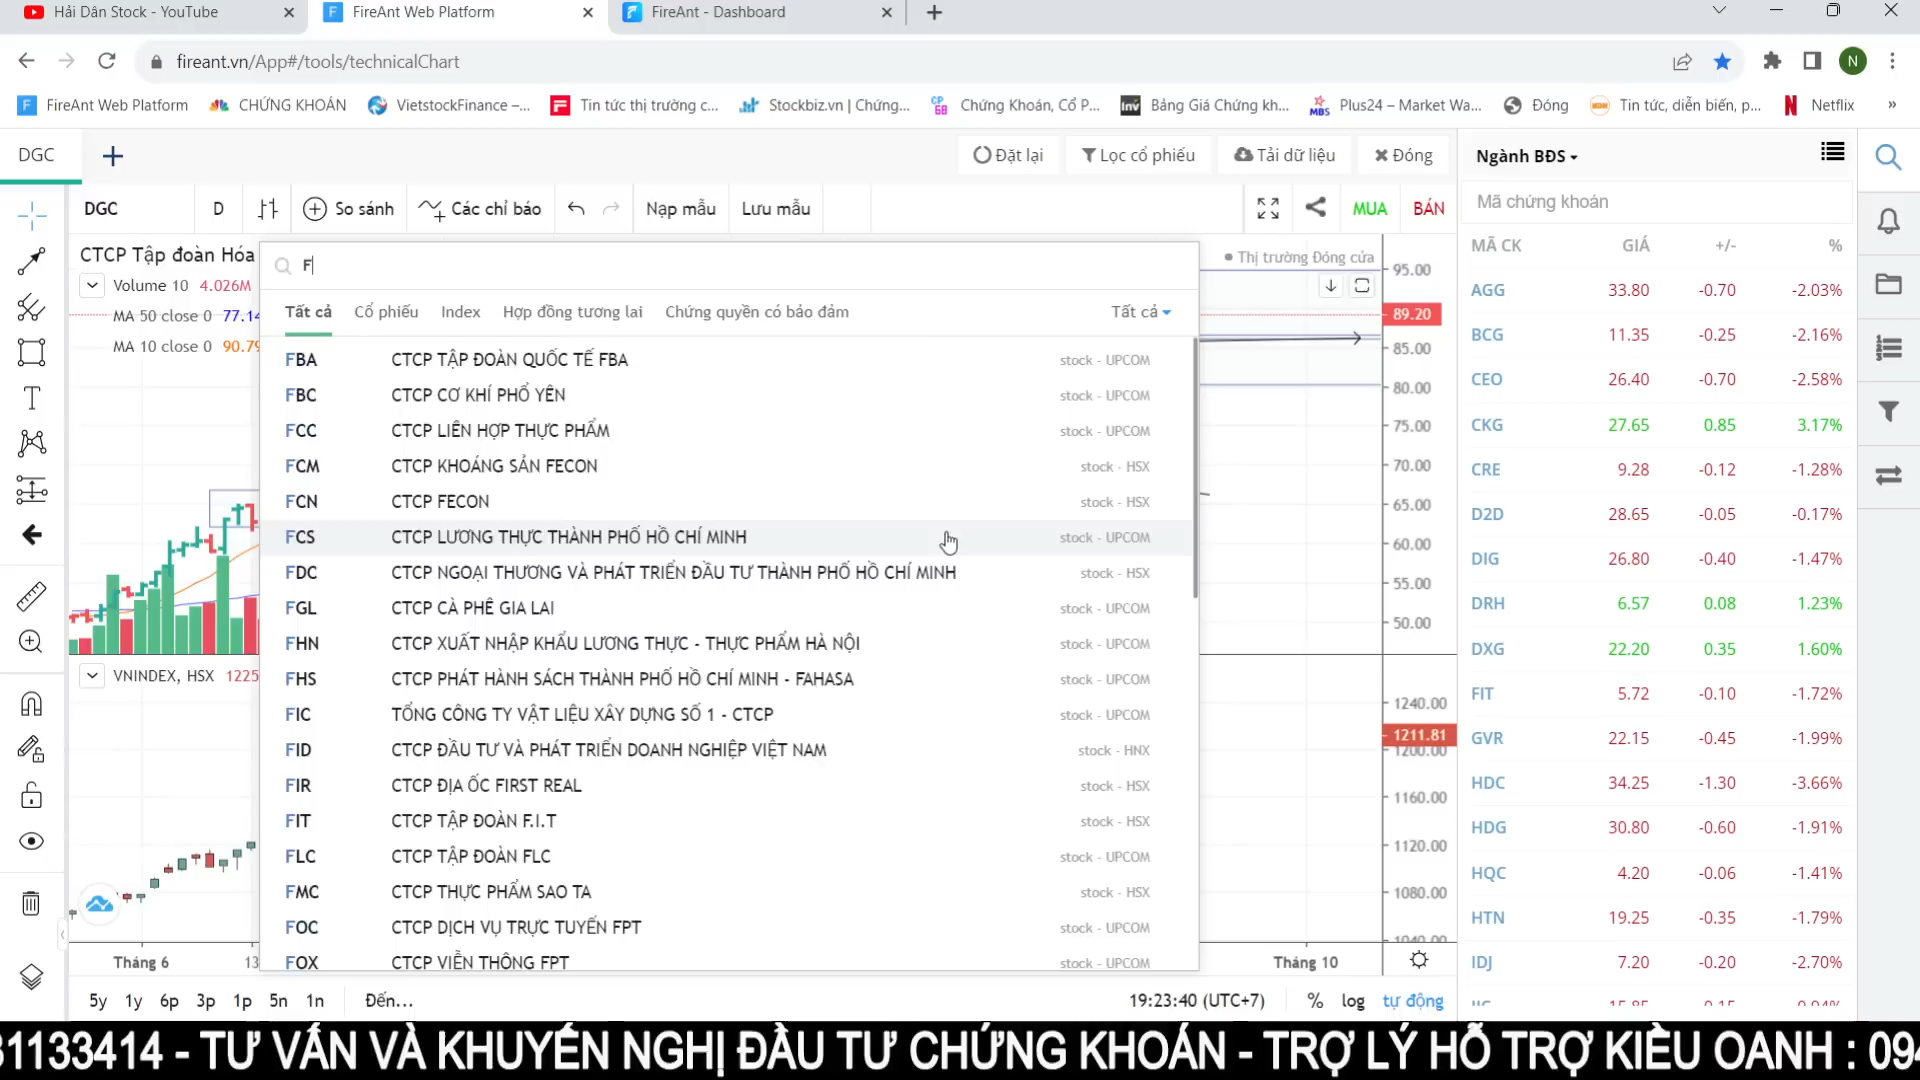 Hải Dân Stock - YouTube
FireAnt Web Platform
FireAnt - Dashboard
fireant.vn/App#/tools/technicalChart
N
FireAnt Web Platform
CHỨNG KHOÁN
VietstockFinance –...
Tin tức thị trường c...
Stockbiz.vn | Chứng...
Chứng Khoán, Cổ P...
Bảng Giá Chứng kh...
Plus24 – Market Wa...
Đóng
Tin tức, diễn biến, p...
Netflix
»
DGC
Đặt lại
Lọc cổ phiếu
Tải dữ liệu
Đóng
Ngành BĐS
DGC
D
So sánh
Các chỉ báo
Nạp mẫu
Lưu mẫu
MUA
BÁN
Mã chứng khoán
CTCP Tập đoàn Hóa
Volume 10 4.026M
MA 50 close 0 77.14
MA 10 close 0 90.79
F
Thị trường Đóng cửa
Tất cả
Cổ phiếu
Index
Hợp đồng tương lai
Chứng quyền có bảo đảm
Tất cả
FBA CTCP TẬP ĐOÀN QUỐC TẾ FBA stock - UPCOM
FBC CTCP CƠ KHÍ PHỔ YÊN stock - UPCOM
FCC CTCP LIÊN HỢP THỰC PHẨM stock - UPCOM
FCM CTCP KHOÁNG SẢN FECON stock - HSX
FCN CTCP FECON stock - HSX
FCS CTCP LƯƠNG THỰC THÀNH PHỐ HỒ CHÍ MINH stock - UPCOM
FDC CTCP NGOẠI THƯƠNG VÀ PHÁT TRIỂN ĐẦU TƯ THÀNH PHỐ HỒ CHÍ MINH stock - HSX
FGL CTCP CÀ PHÊ GIA LAI stock - UPCOM
FHN CTCP XUẤT NHẬP KHẨU LƯƠNG THỰC - THỰC PHẨM HÀ NỘI stock - UPCOM
FHS CTCP PHÁT HÀNH SÁCH THÀNH PHỐ HỒ CHÍ MINH - FAHASA stock - UPCOM
FIC TỔNG CÔNG TY VẬT LIỆU XÂY DỰNG SỐ 1 - CTCP stock - UPCOM
FID CTCP ĐẦU TƯ VÀ PHÁT TRIỂN DOANH NGHIỆP VIỆT NAM stock - HNX
FIR CTCP ĐỊA ỐC FIRST REAL stock - HSX
FIT CTCP TẬP ĐOÀN F.I.T stock - HSX
FLC CTCP TẬP ĐOÀN FLC stock - UPCOM
FMC CTCP THỰC PHẨM SAO TA stock - HSX
FOC CTCP DỊCH VỤ TRỰC TUYẾN FPT stock - UPCOM
FOX CTCP VIỄN THÔNG FPT stock - UPCOM
VNINDEX, HSX 1225
95.00
89.20
85.00
80.00
75.00
70.00
65.00
60.00
55.00
50.00
1240.00
1211.81
1200.00
1160.00
1120.00
1080.00
1040.00
MÃ CK GIÁ +/- %
AGG 33.80 -0.70 -2.03%
BCG 11.35 -0.25 -2.16%
CEO 26.40 -0.70 -2.58%
CKG 27.65 0.85 3.17%
CRE 9.28 -0.12 -1.28%
D2D 28.65 -0.05 -0.17%
DIG 26.80 -0.40 -1.47%
DRH 6.57 0.08 1.23%
DXG 22.20 0.35 1.60%
FIT 5.72 -0.10 -1.72%
GVR 22.15 -0.45 -1.99%
HDC 34.25 -1.30 -3.66%
HDG 30.80 -0.60 -1.91%
HQC 4.20 -0.06 -1.41%
HTN 19.25 -0.35 -1.79%
IDJ 7.20 -0.20 -2.70%
Tháng 6
13
Tháng 10
5y 1y 6p 3p 1p 5n 1n Đến...
19:23:40 (UTC+7) % log tự động
31133414 - TƯ VẤN VÀ KHUYẾN NGHỊ ĐẦU TƯ CHỨNG KHOÁN - TRỢ LÝ HỖ TRỢ KIỀU OANH : 094